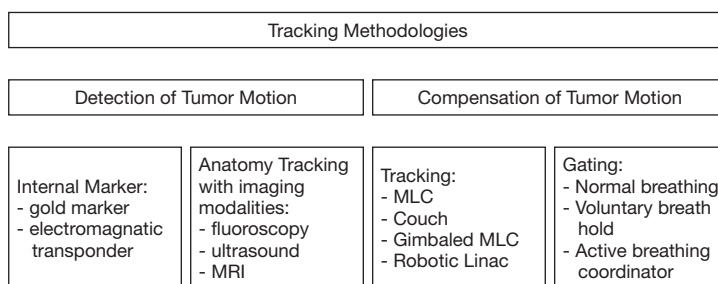 Tracking Methodologies
Detection of Tumor Motion
Compensation of Tumor Motion
Internal Marker:
- gold marker
- electromagnetic
transponder
Anatomy Tracking
with imaging
modalities:
- fluoroscopy
- ultrasound
- MRI
Tracking:
- MLC
- Couch
- Gimbaled MLC
- Robotic Linac
Gating:
- Normal breathing
- Voluntary breath
hold
- Active breathing
coordinator